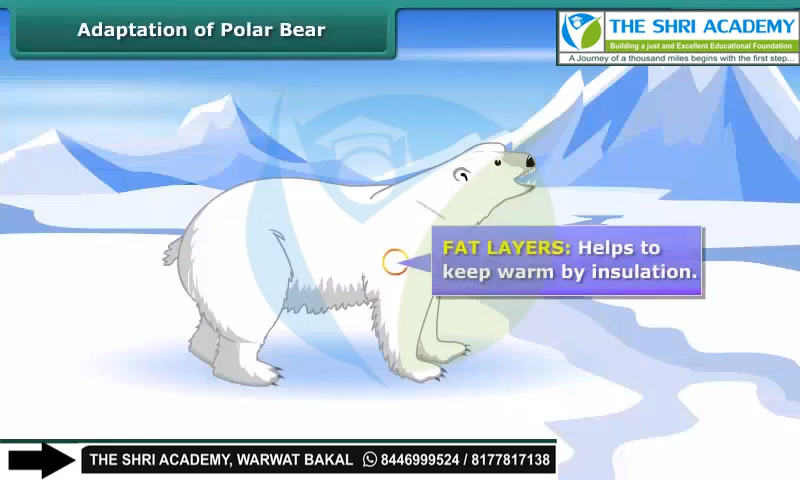 Adaptation of Polar Bear
THE SHRI ACADEMY
Building a just and Excellent Educational Foundation
A Journey of a thousand miles begins with the first step...
FAT LAYERS: Helps to
keep warm by insulation.
THE SHRI ACADEMY, WARWAT BAKAL 8446999524 / 8177817138